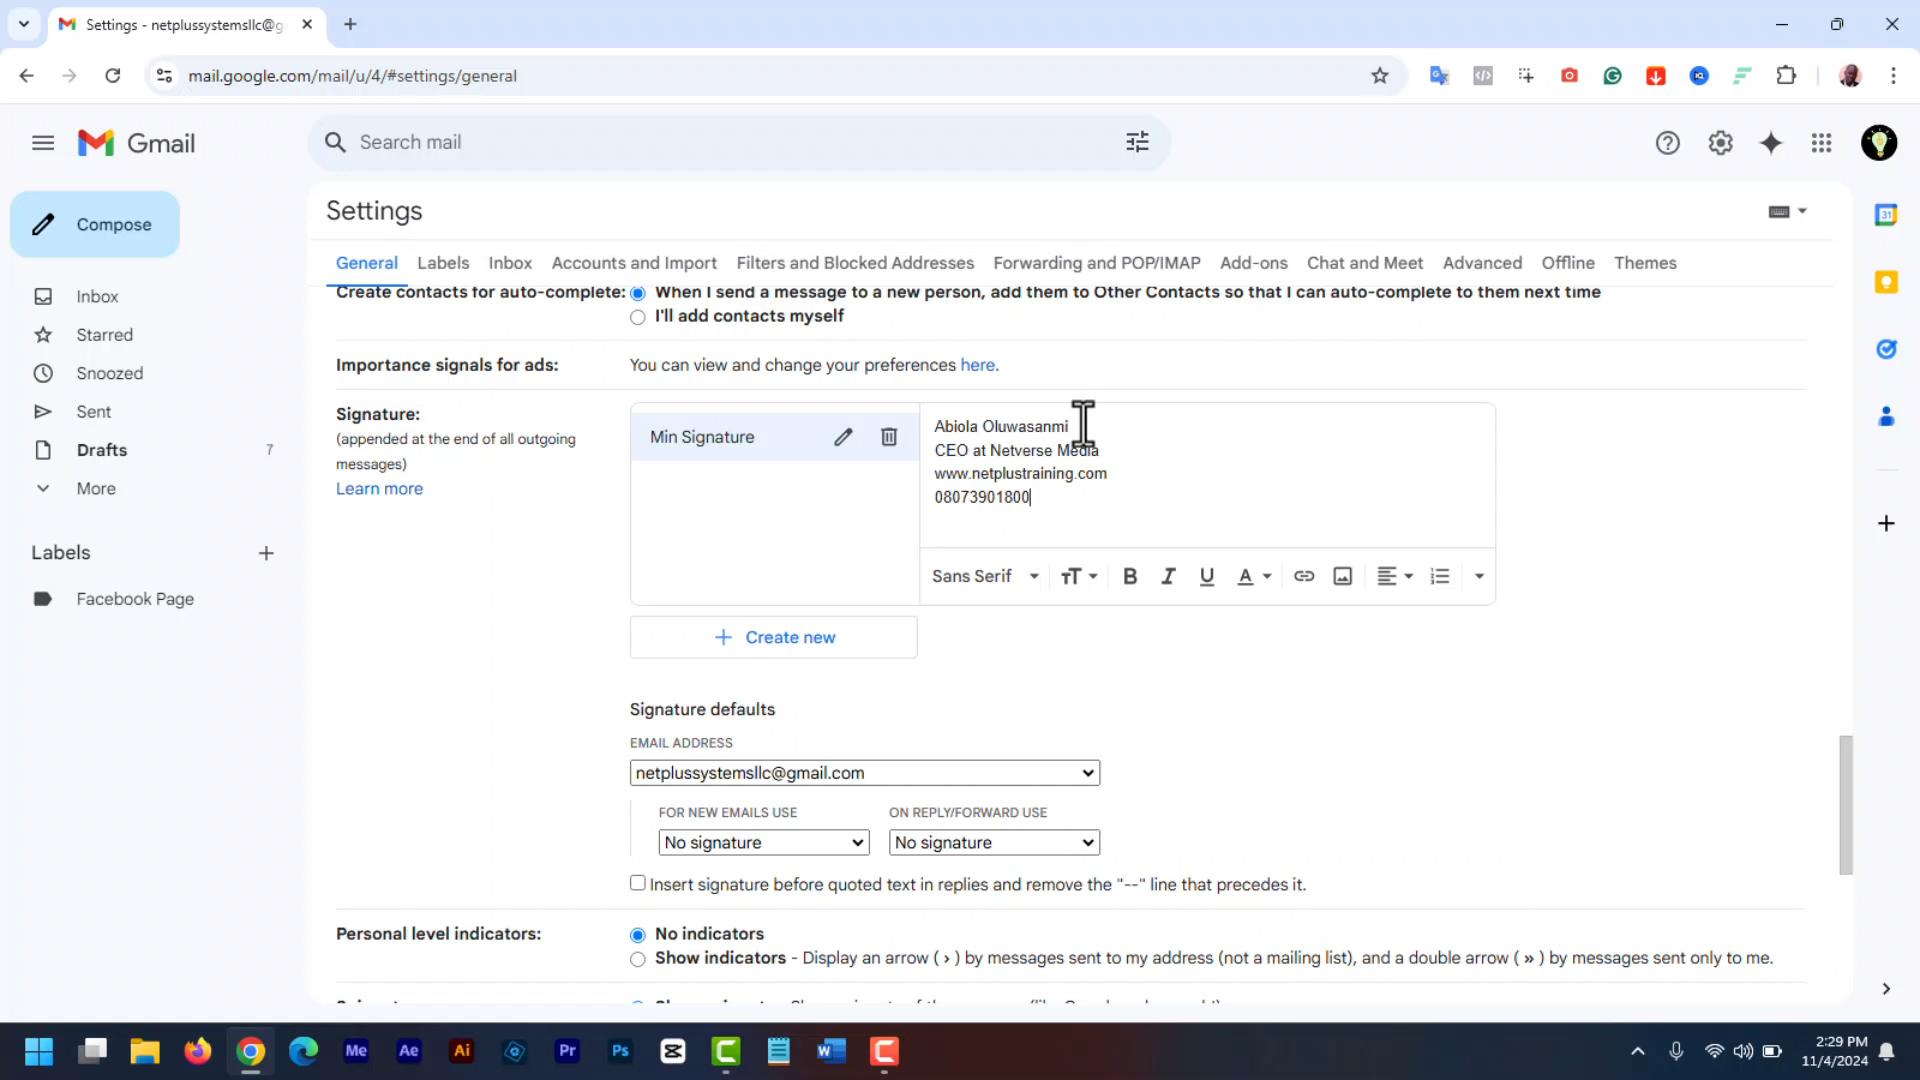 Settings - netplussystemsllc@g
mail.google.com/mail/u/4/#settings/general
Gmail
Search mail
Compose
Inbox
Starred
Snoozed
Sent
Drafts 7
More
Labels
Facebook Page
Settings
General Labels Inbox Accounts and Import Filters and Blocked Addresses Forwarding and POP/IMAP Add-ons Chat and Meet Advanced Offline Themes
Create contacts for auto-complete: When I send a message to a new person, add them to Other Contacts so that I can auto-complete to them next time
I'll add contacts myself
Importance signals for ads: You can view and change your preferences here.
Signature:
(appended at the end of all outgoing
messages)
Learn more
Min Signature
Abiola Oluwasanmi
CEO at Netverse Media
www.netplustraining.com
08073901800
Sans Serif
Create new
Signature defaults
EMAIL ADDRESS
netplussystemsllc@gmail.com
FOR NEW EMAILS USE ON REPLY/FORWARD USE
No signature No signature
Insert signature before quoted text in replies and remove the "--" line that precedes it.
Personal level indicators: No indicators
Show indicators - Display an arrow ( › ) by messages sent to my address (not a mailing list), and a double arrow ( » ) by messages sent only to me.
31
Me Ae Ai Pr Ps
2:29 PM
11/4/2024